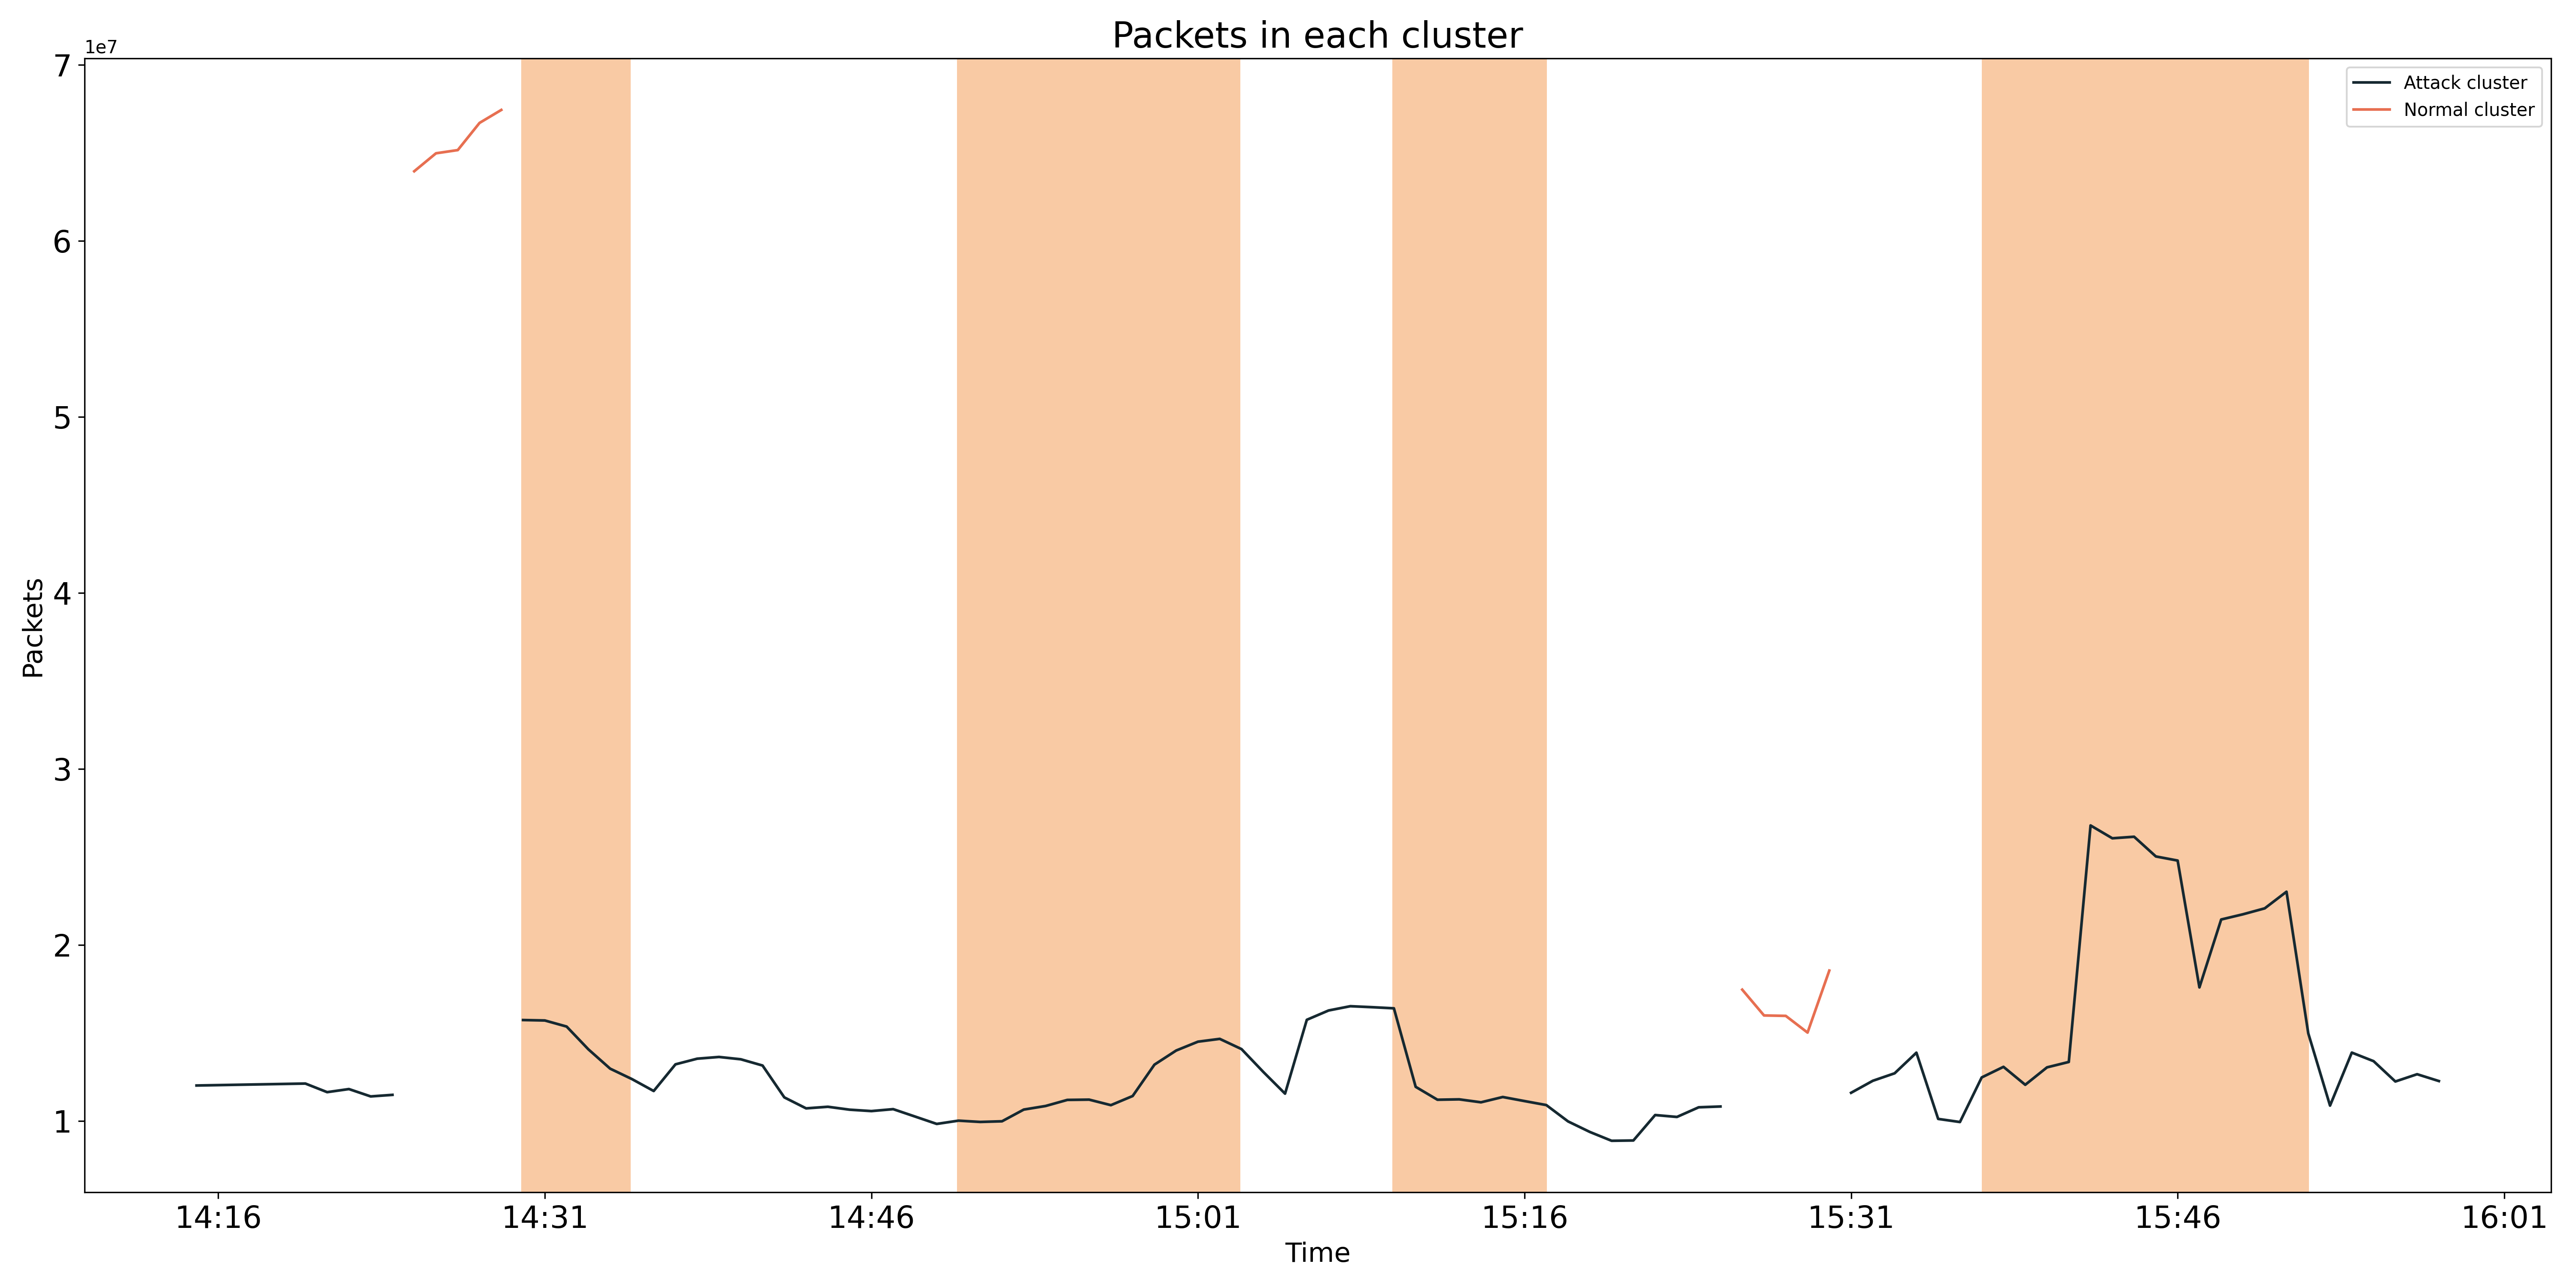 Packets in each cluster
1e7
7
6
5
4
3
2
1
Packets
Attack cluster
Normal cluster
14:16 14:31 14:46 15:01 15:16 15:31 15:46 16:01
Time